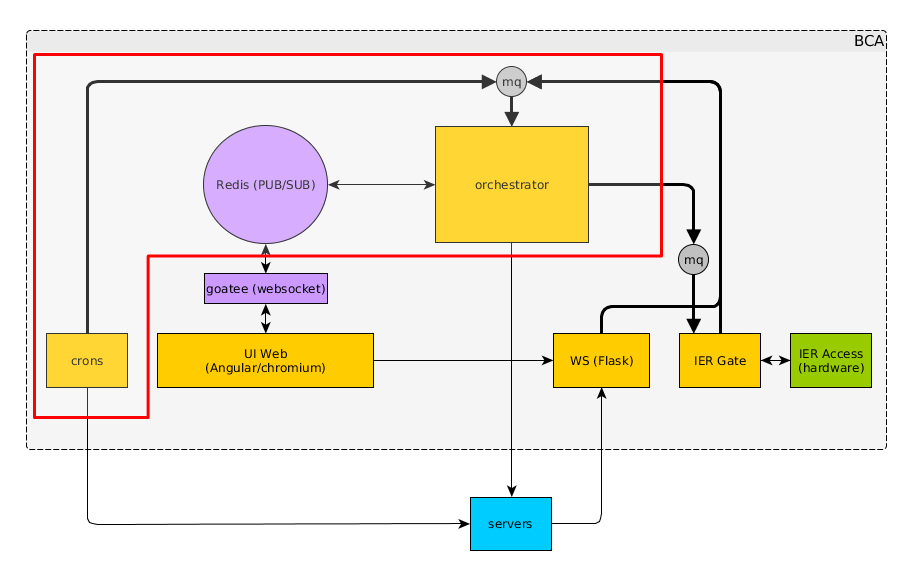 BCA
mq
Redis (PUB/SUB)
orchestrator
mq
goatee (websocket)
crons
UI Web
(Angular/chromium)
WS (Flask)
IER Gate
IER Access
(hardware)
servers